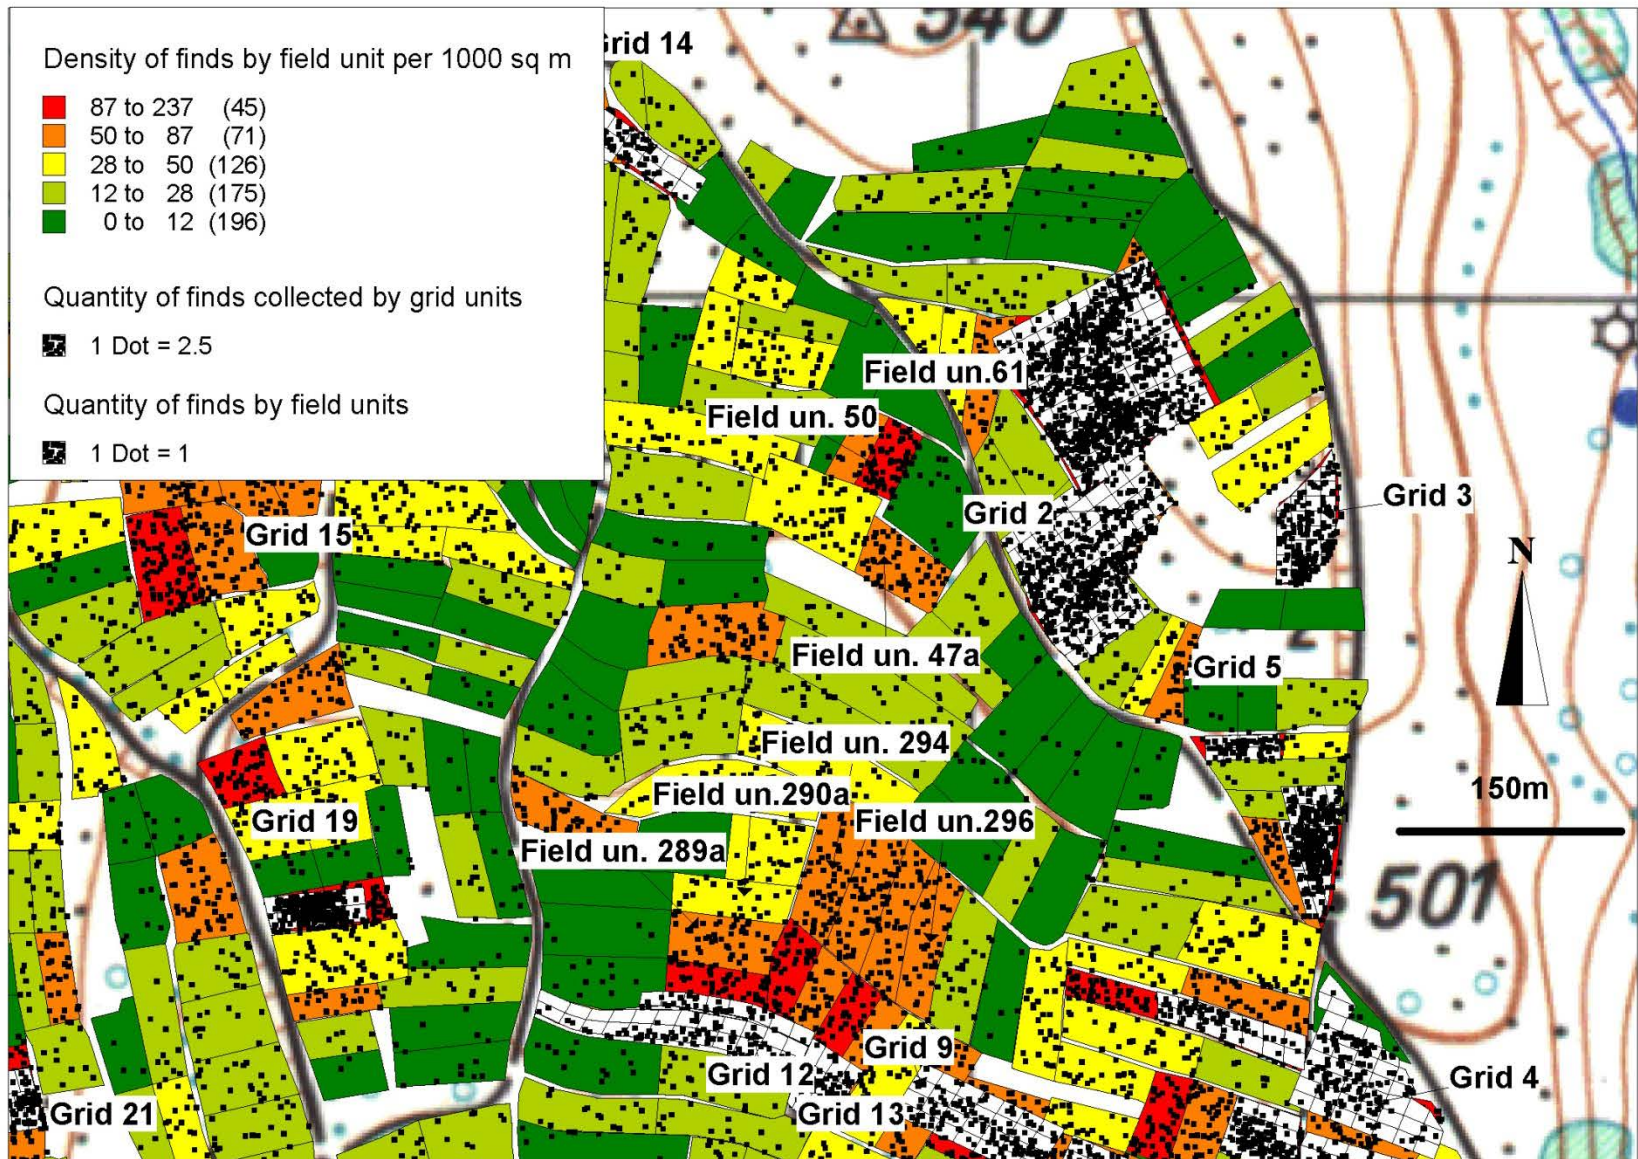 Density of finds by field unit per 1000 sq m
87 to 237 (45)
50 to 87 (71)
28 to 50 (126)
12 to 28 (175)
0 to 12 (196)
Quantity of finds collected by grid units
1 Dot = 2.5
Quantity of finds by field units
1 Dot = 1
Grid 14
540
Field un.61
Field un. 50
Grid 2
Grid 3
Grid 15
N
Field un. 47a
Grid 5
Field un. 294
Field un.290a
150m
Grid 19
Field un.296
Field un. 289a
501
Grid 9
Grid 12
Grid 4
Grid 21
Grid 13